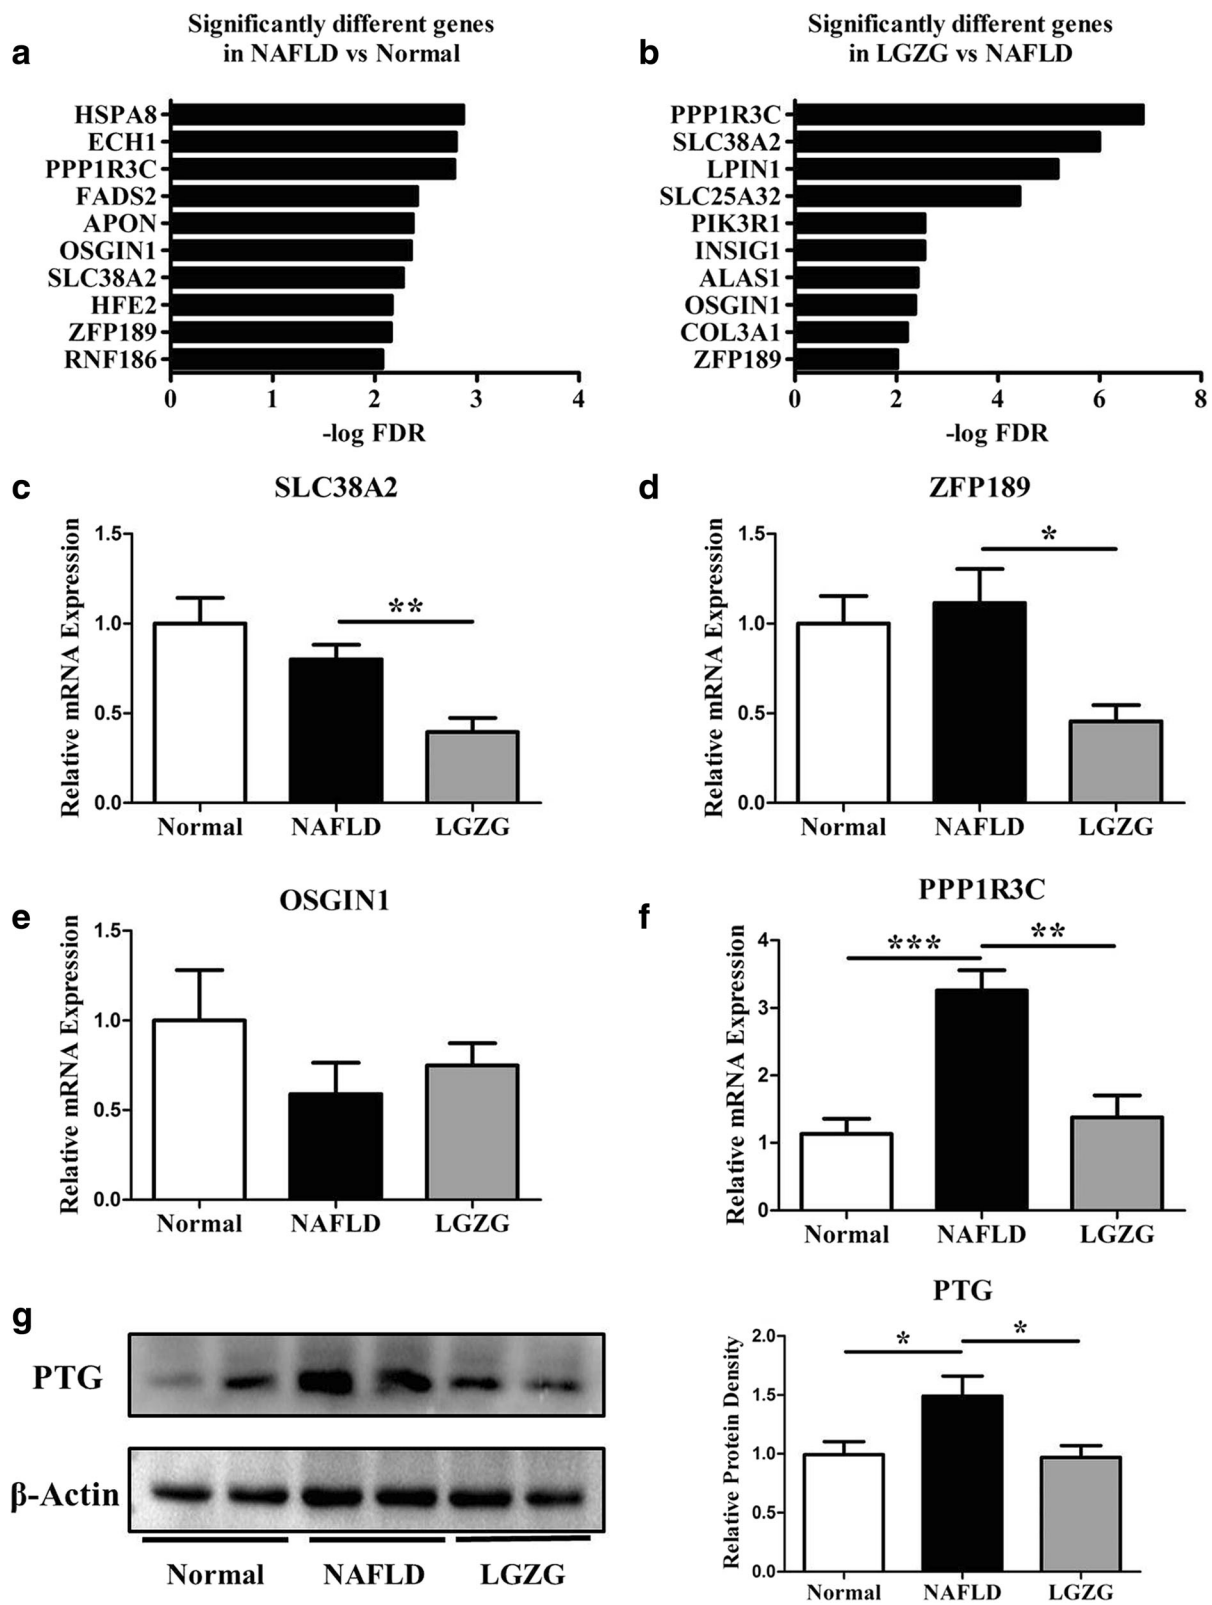 a
Significantly different genes
in NAFLD vs Normal
HSPA8
ECH1
PPP1R3C
FADS2
APON
OSGIN1
SLC38A2
HFE2
ZFP189
RNF186
0 1 2 3 4
-log FDR
b
Significantly different genes
in LGZG vs NAFLD
PPP1R3C
SLC38A2
LPIN1
SLC25A32
PIK3R1
INSIG1
ALAS1
OSGIN1
COL3A1
ZFP189
0 2 4 6 8
-log FDR
c
SLC38A2
Relative mRNA Expression
1.5
1.0
0.5
0.0
**
Normal NAFLD LGZG
d
ZFP189
Relative mRNA Expression
1.5
1.0
0.5
0.0
*
Normal NAFLD LGZG
e
OSGIN1
Relative mRNA Expression
1.5
1.0
0.5
0.0
Normal NAFLD LGZG
f
PPP1R3C
Relative mRNA Expression
4
3
2
1
0
*** **
Normal NAFLD LGZG
g
PTG
β-Actin
Normal NAFLD LGZG
PTG
Relative Protein Density
2.0
1.5
1.0
0.5
0.0
* *
Normal NAFLD LGZG